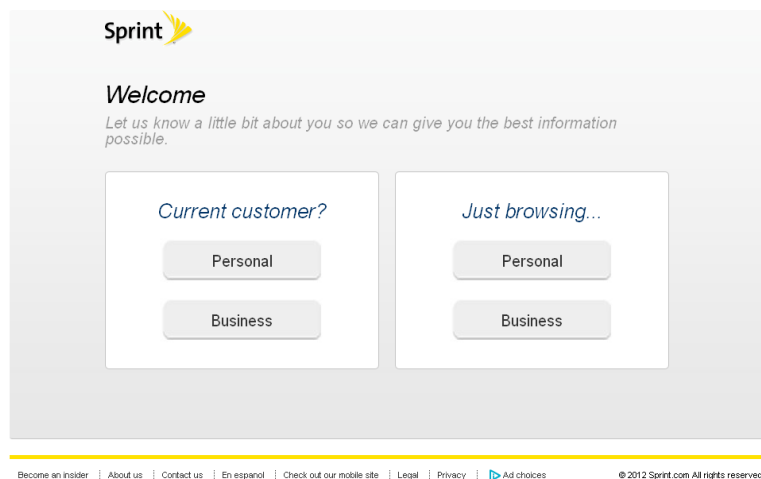 Sprint
Welcome
Let us know a little bit about you so we can give you the best information
possible.
Current customer?
Personal
Business
Just browsing...
Personal
Business
Become an insider
About us
Contact us
En espanol
Check out our mobile site
Legal
Privacy
Ad choices
© 2012 Sprint.com All rights reserved